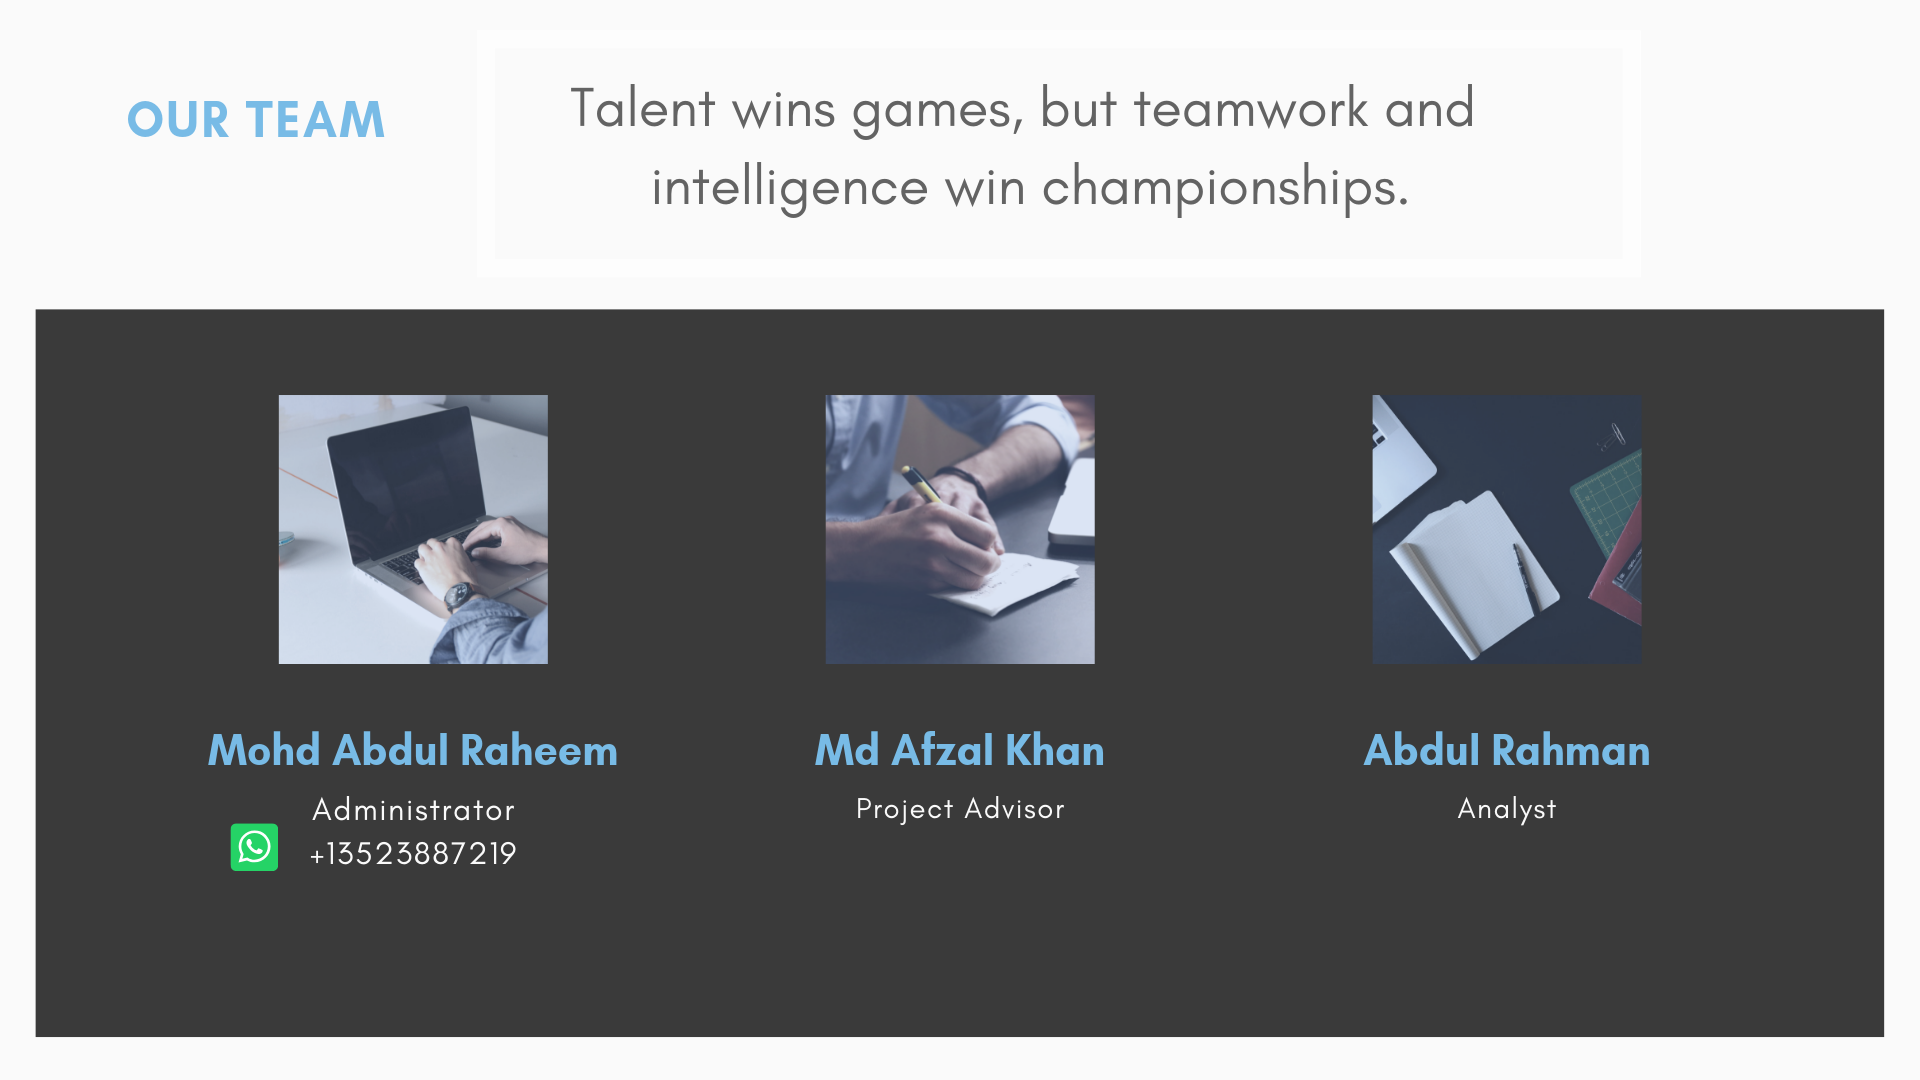 OUR TEAM
Talent wins games, but teamwork and
intelligence win championships.
Mohd Abdul Raheem
Administrator
+13523887219
Md Afzal Khan
Project Advisor
Abdul Rahman
Analyst